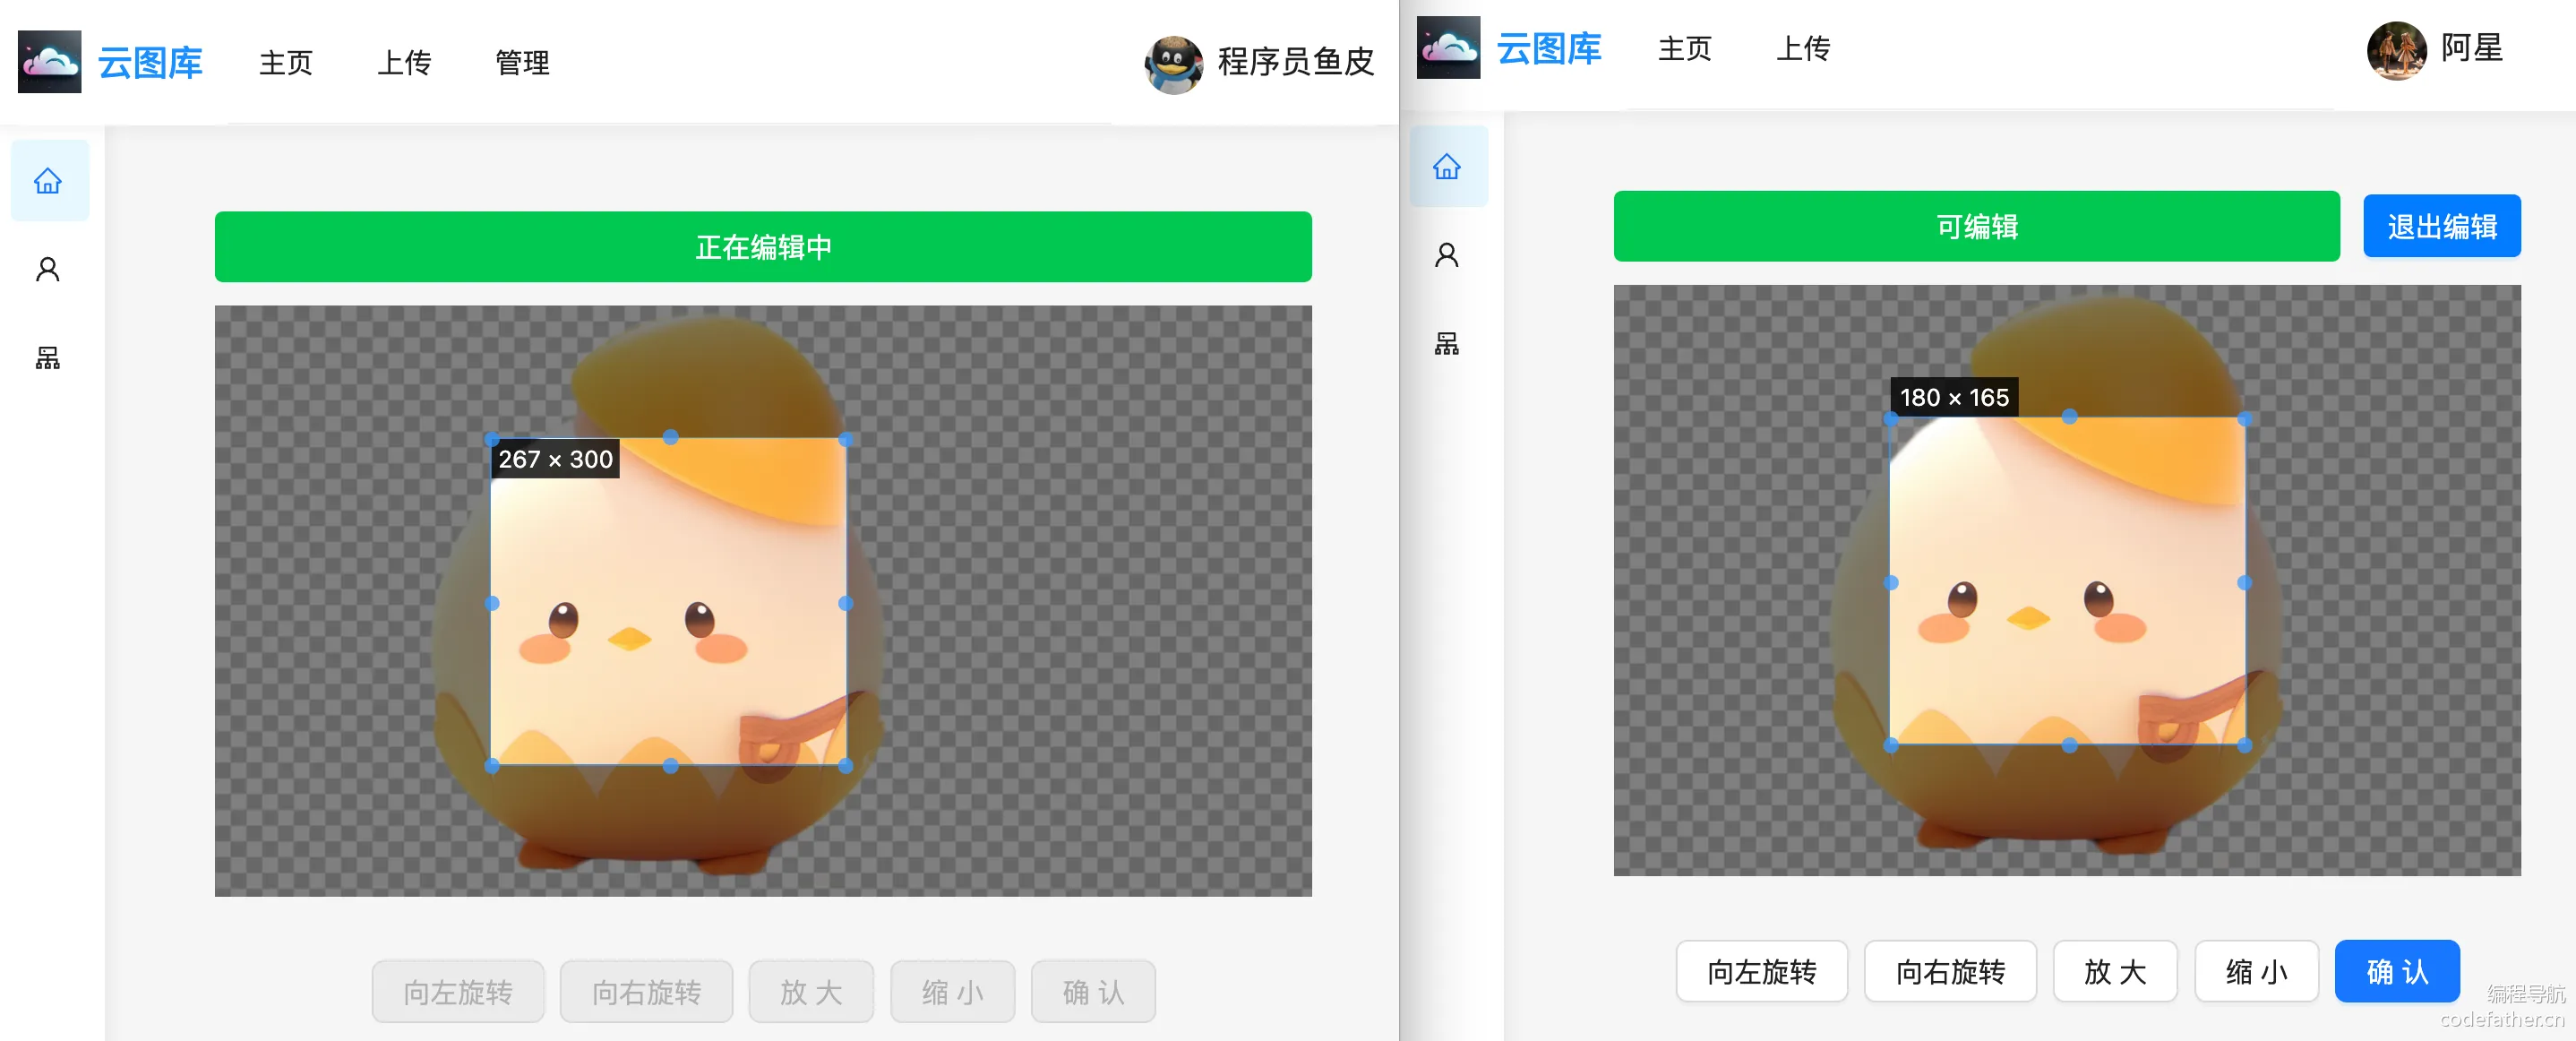 云图库
主页
上传
管理
程序员鱼皮
正在编辑中
267 × 300
向左旋转
向右旋转
放 大
缩 小
确 认
云图库
主页
上传
阿星
可编辑
退出编辑
180 × 165
向左旋转
向右旋转
放 大
缩 小
确 认
编程导航
codefather.cn